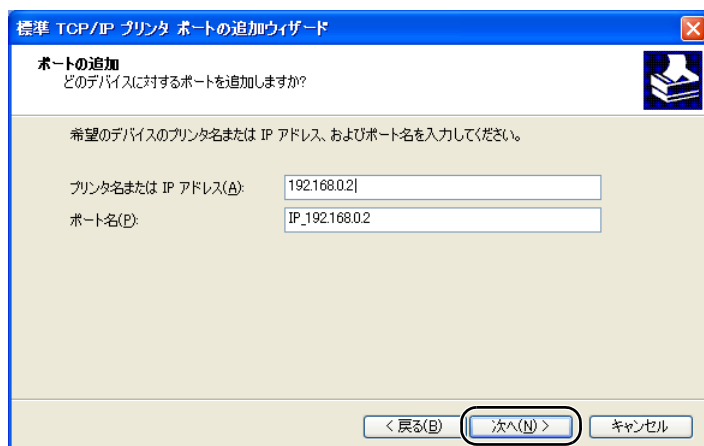 標準 TCP/IP プリンタ ポートの追加ウィザード
ポートの追加
どのデバイスに対するポートを追加しますか?
希望のデバイスのプリンタ名または IP アドレス、およびポート名を入力してください。
プリンタ名または IP アドレス(A): 192.168.0.2
ポート名(P): IP_192.168.0.2
< 戻る(B) 次へ(N) > キャンセル